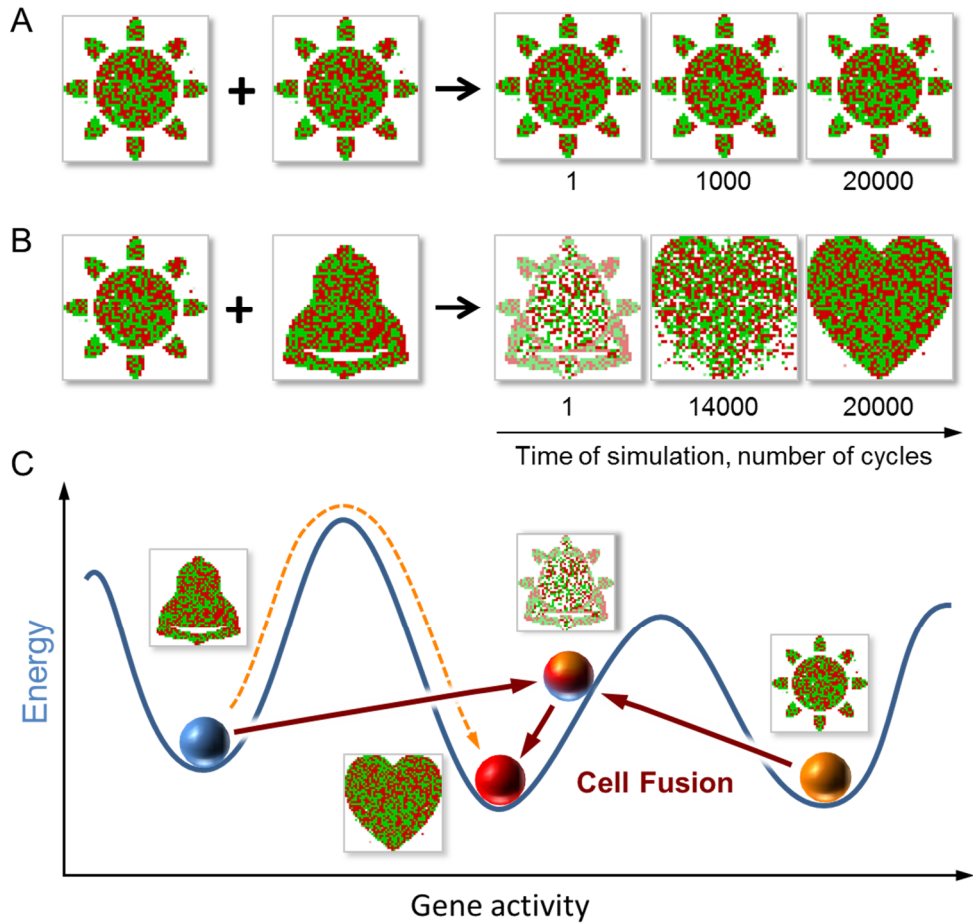 A
+
→
1 1000 20000
B
+
→
1 14000 20000
Time of simulation, number of cycles
C
Energy
Cell Fusion
Gene activity